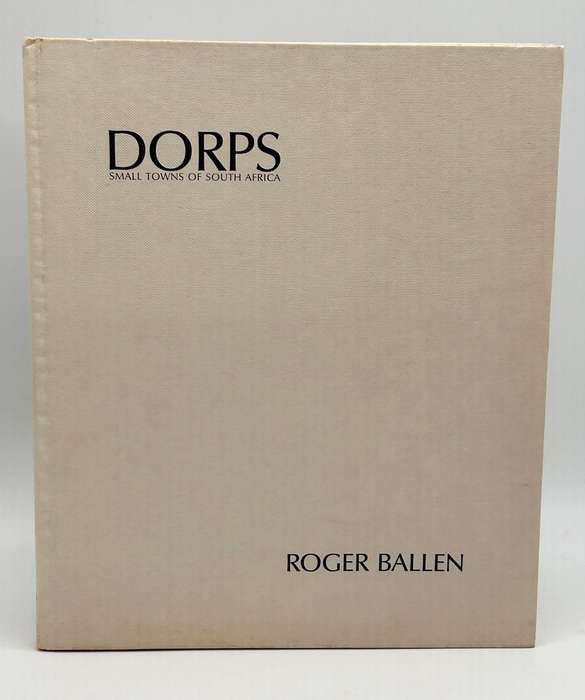 DORPS
SMALL TOWNS OF SOUTH AFRICA
ROGER BALLEN